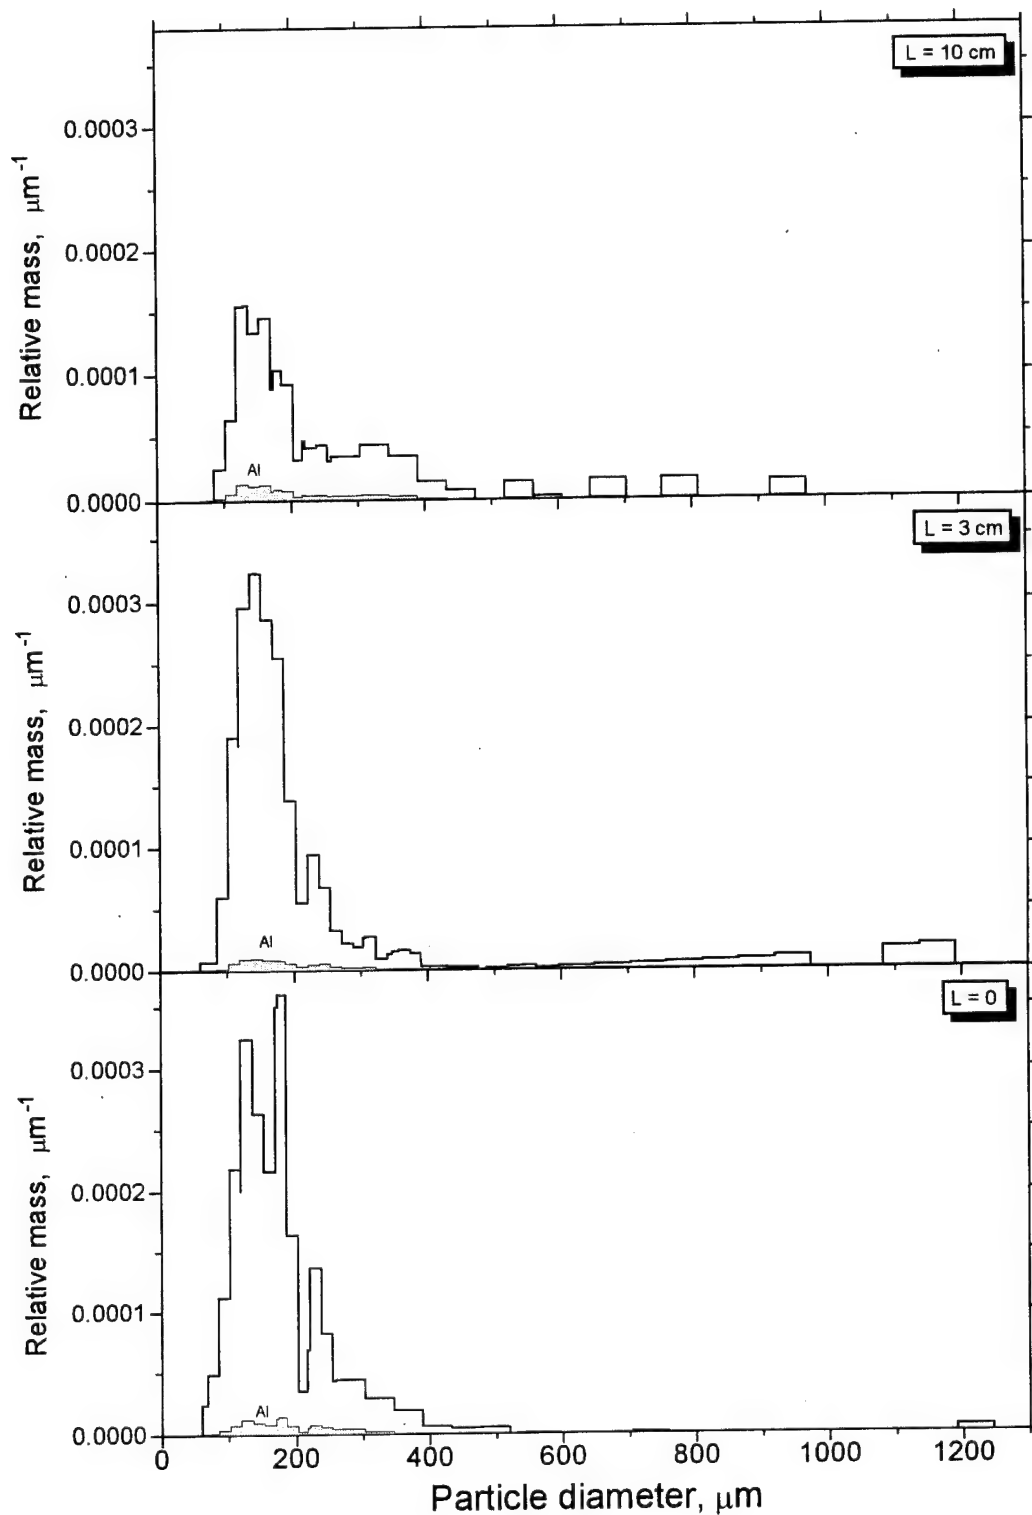 L = 10 cm
0.0003
0.0002
0.0001
0.0000
Relative mass, μm⁻¹
Al
L = 3 cm
0.0003
0.0002
0.0001
0.0000
Relative mass, μm⁻¹
Al
L = 0
0.0003
0.0002
0.0001
0.0000
Relative mass, μm⁻¹
Al
0 200 400 600 800 1000 1200
Particle diameter, μm